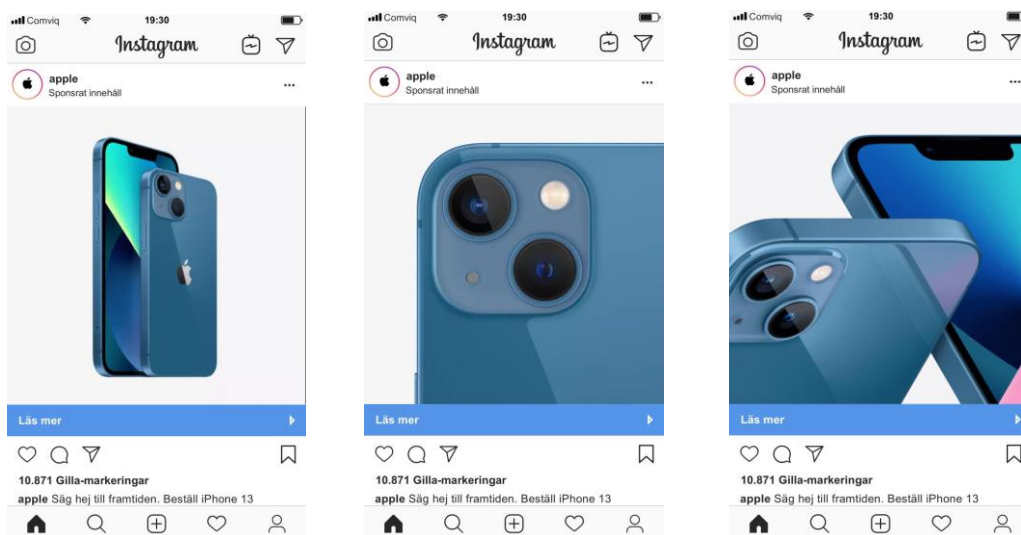 Comviq 19:30
Instagram
apple
Sponsrat innehåll
Läs mer
10.871 Gilla-markeringar
apple Säg hej till framtiden. Beställ iPhone 13
Comviq 19:30
Instagram
apple
Sponsrat innehåll
Läs mer
10.871 Gilla-markeringar
apple Säg hej till framtiden. Beställ iPhone 13
Comviq 19:30
Instagram
apple
Sponsrat innehåll
Läs mer
10.871 Gilla-markeringar
apple Säg hej till framtiden. Beställ iPhone 13